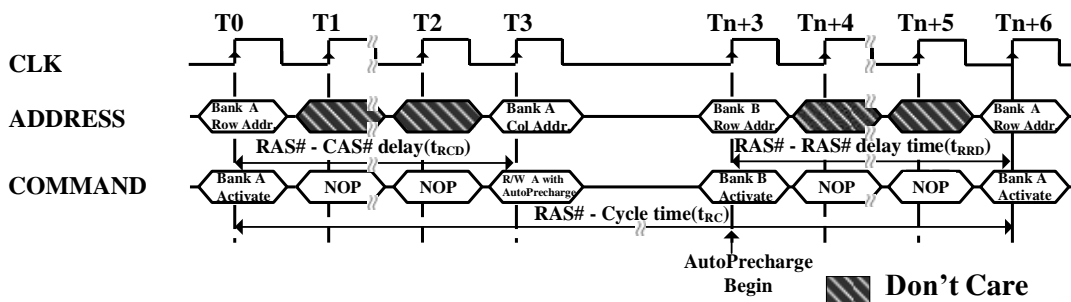 T0 T1 T2 T3 Tn+3 Tn+4 Tn+5 Tn+6
CLK
ADDRESS
Bank A
Row Addr.
Bank A
Col Addr.
Bank B
Row Addr.
Bank A
Row Addr.
RAS# - CAS# delay(tRCD)
RAS# - RAS# delay time(tRRD)
COMMAND
Bank A
Activate
NOP
NOP
R/W A with
AutoPrecharge
Bank B
Activate
NOP
NOP
Bank A
Activate
RAS# - Cycle time(tRC)
AutoPrecharge
Begin
Don't Care